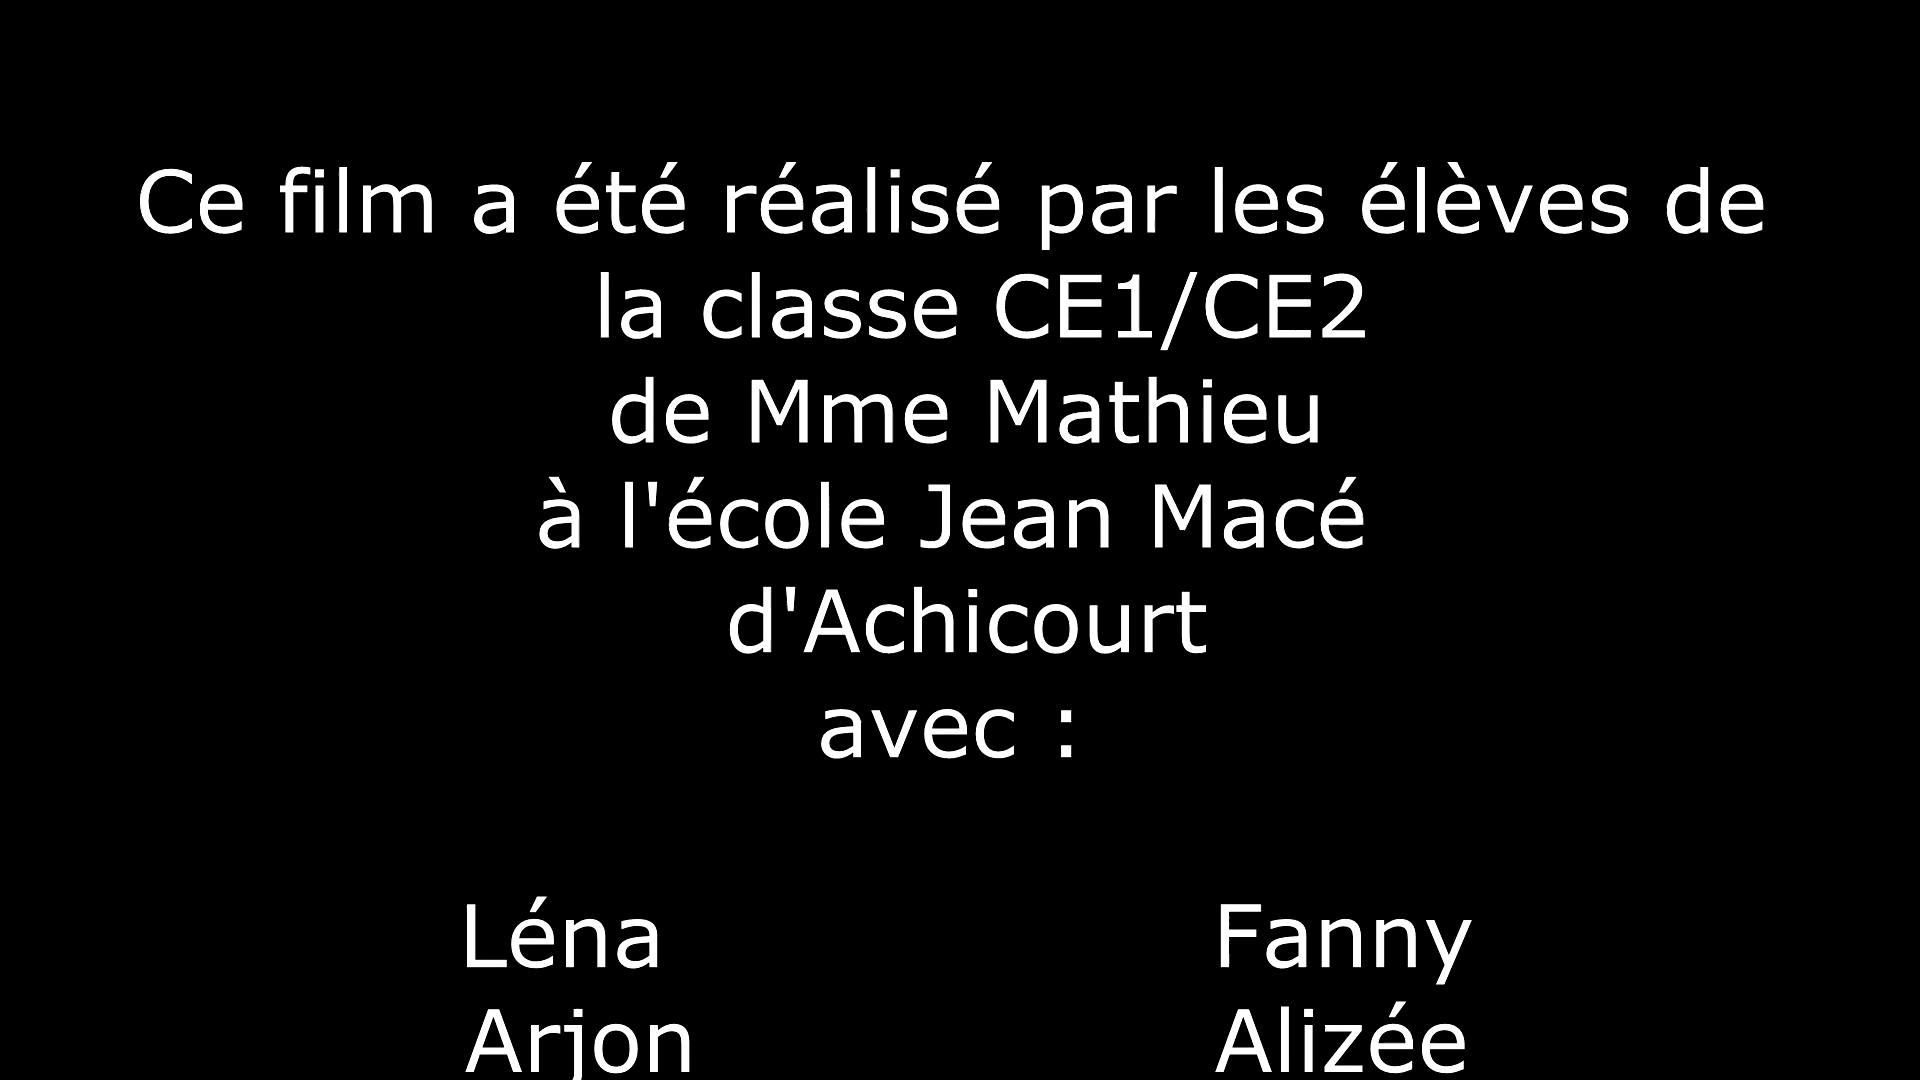 Ce film a été réalisé par les élèves de
la classe CE1/CE2
de Mme Mathieu
à l'école Jean Macé
d'Achicourt
avec :
Léna Fanny
Arjon Alizée